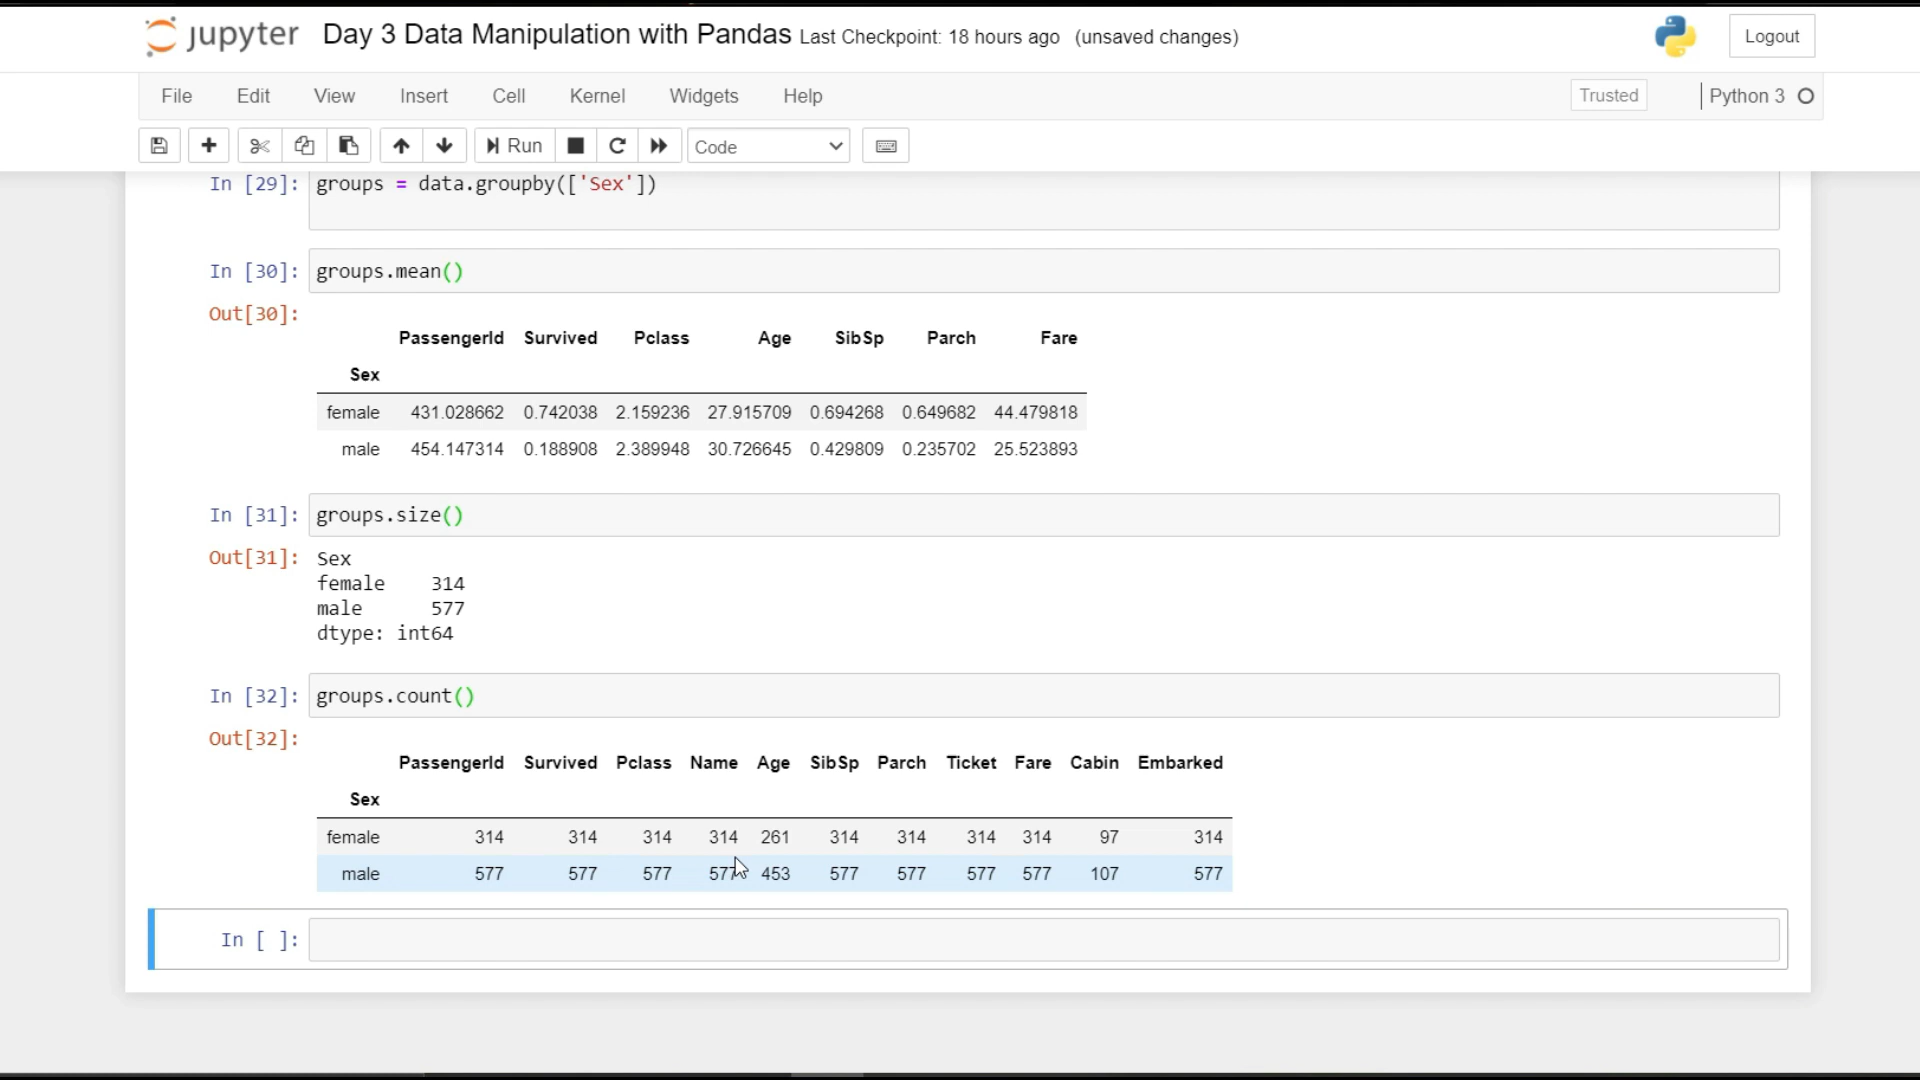 jupyter Day 3 Data Manipulation with Pandas Last Checkpoint: 18 hours ago (unsaved changes) Logout
File Edit View Insert Cell Kernel Widgets Help Trusted Python 3
Run Code
In [29]: groups = data.groupby(['Sex'])
In [30]: groups.mean()
Out[30]:
PassengerId Survived Pclass Age SibSp Parch Fare
Sex
female 431.028662 0.742038 2.159236 27.915709 0.694268 0.649682 44.479818
male 454.147314 0.188908 2.389948 30.726645 0.429809 0.235702 25.523893
In [31]: groups.size()
Out[31]: Sex
female 314
male 577
dtype: int64
In [32]: groups.count()
Out[32]:
PassengerId Survived Pclass Name Age SibSp Parch Ticket Fare Cabin Embarked
Sex
female 314 314 314 314 261 314 314 314 314 97 314
male 577 577 577 577 453 577 577 577 577 107 577
In [ ]: